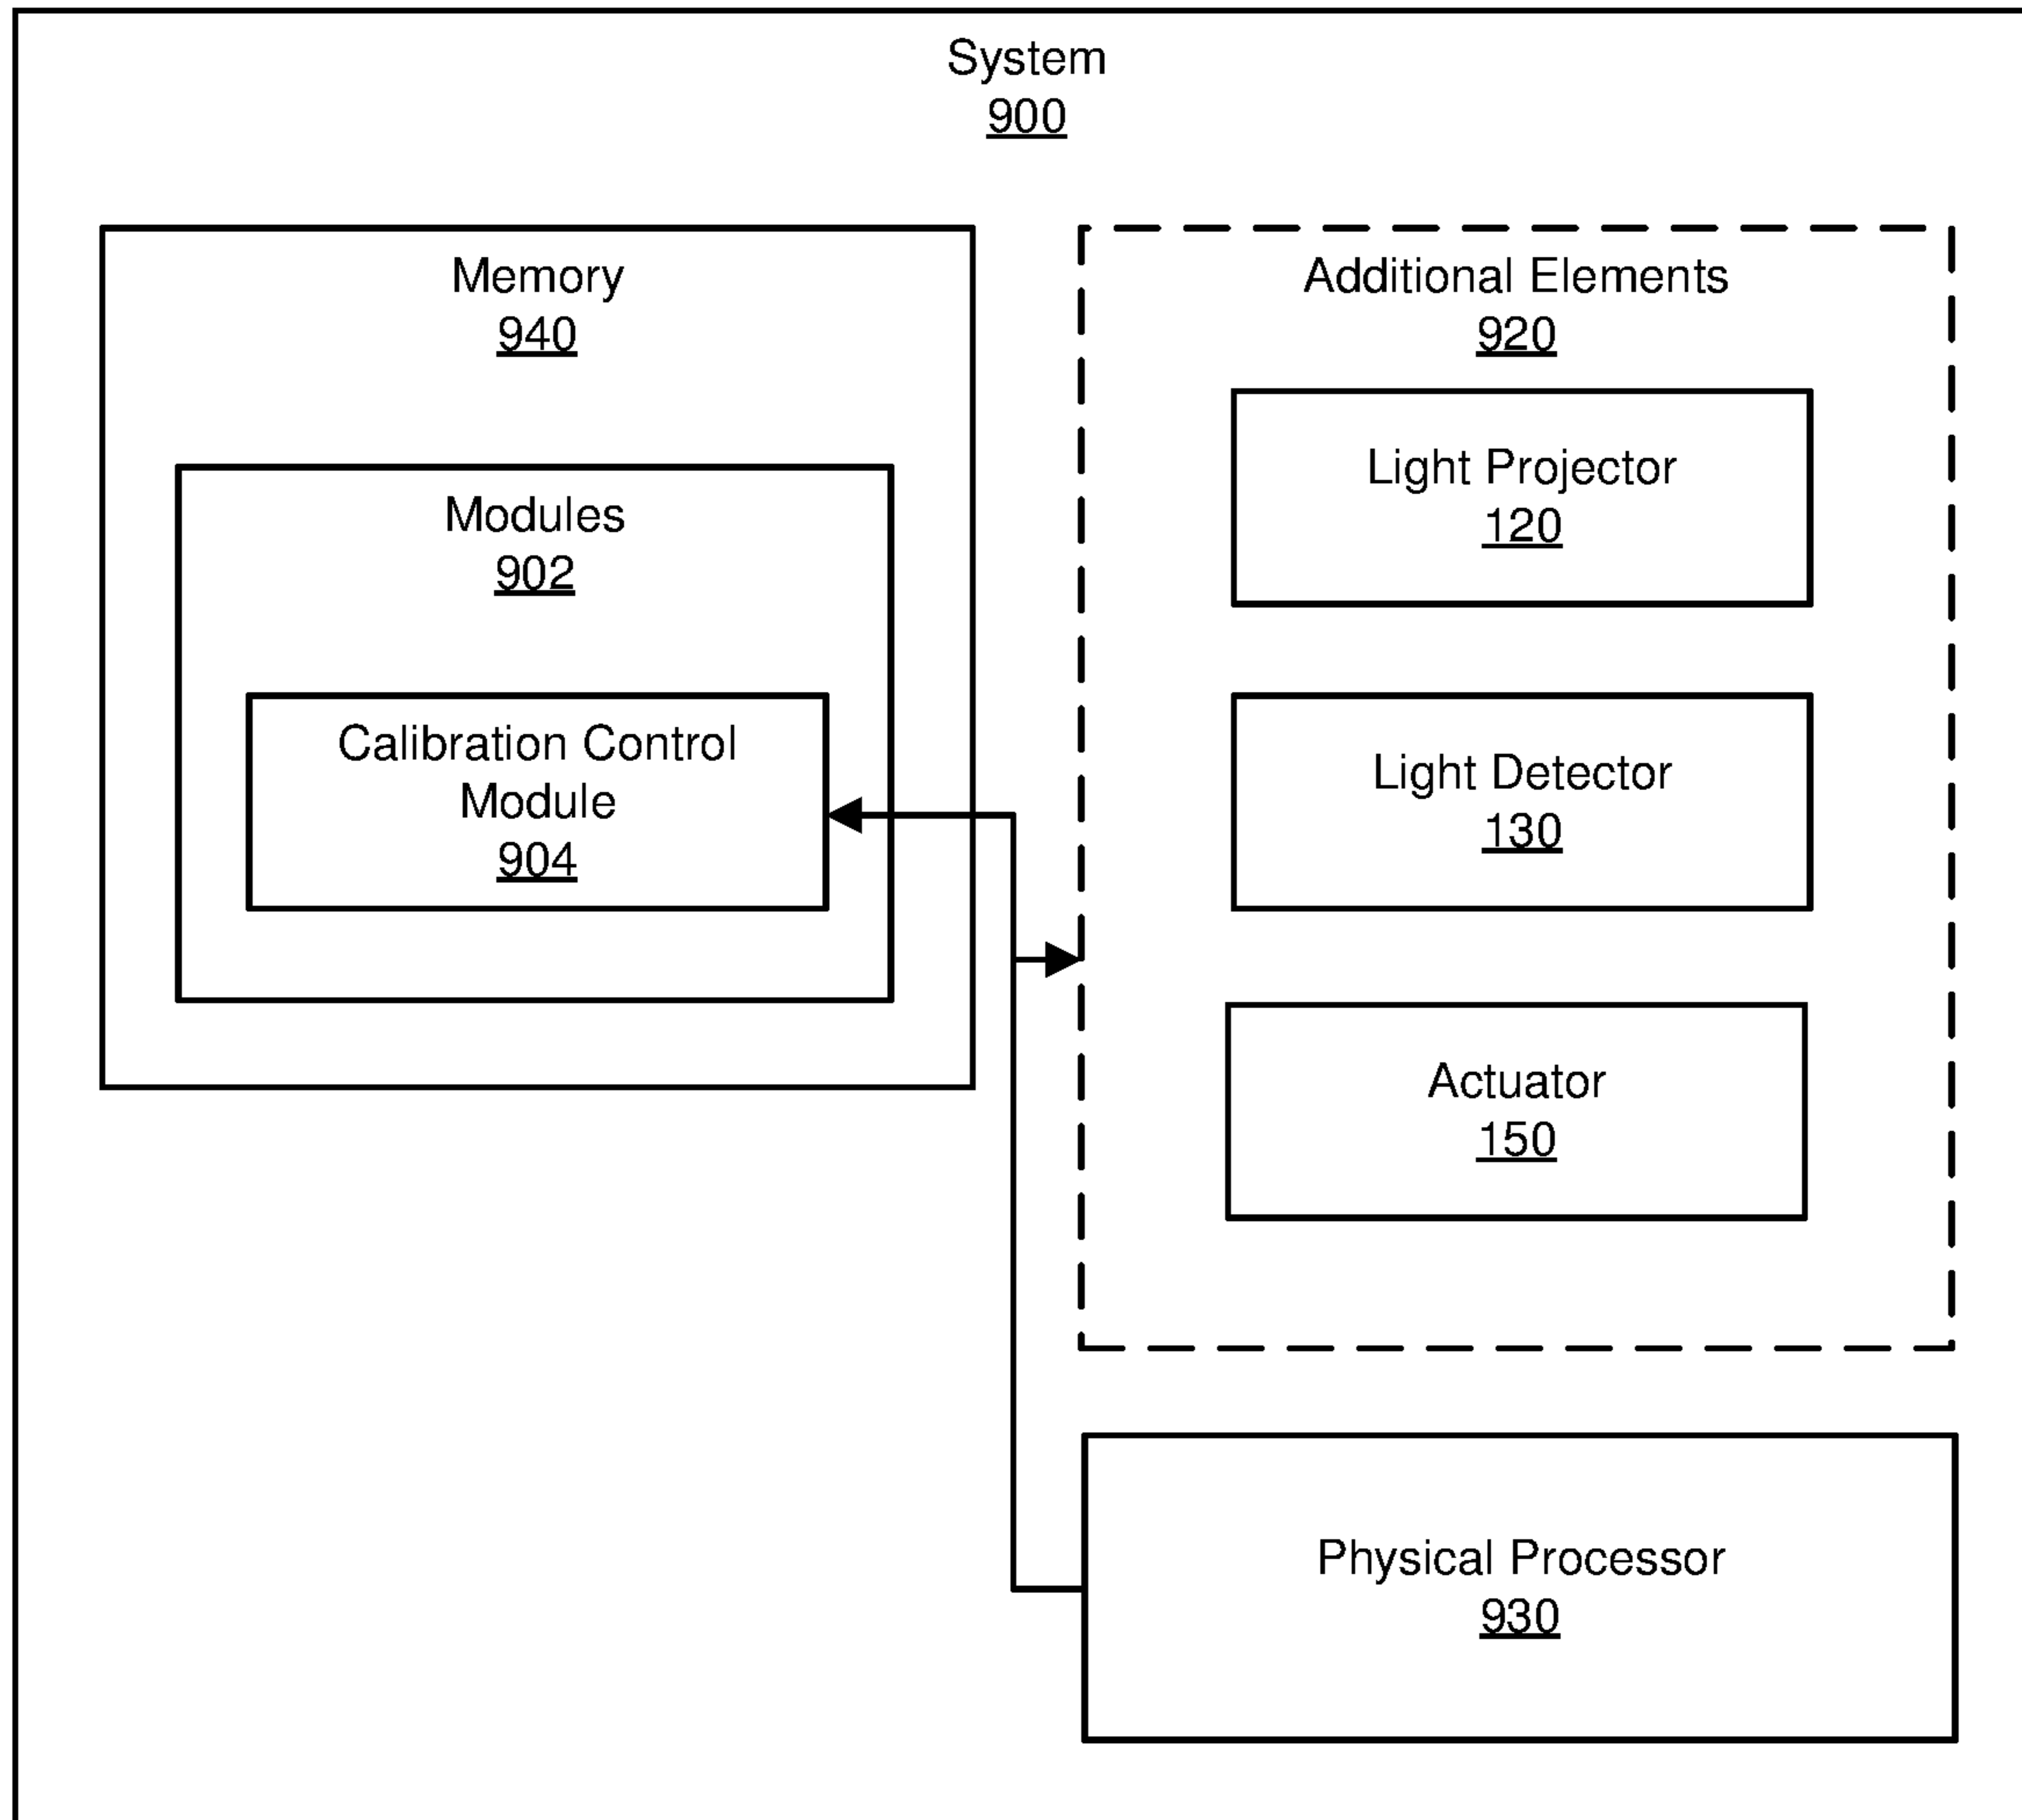 System
900
Memory
940
Modules
902
Calibration Control
Module
904
Additional Elements
920
Light Projector
120
Light Detector
130
Actuator
150
Physical Processor
930